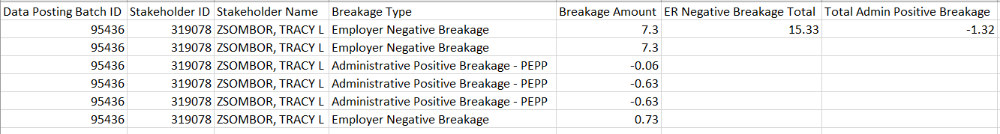 Data Posting Batch ID Stakeholder ID Stakeholder Name Breakage Type Breakage Amount ER Negative Breakage Total Total Admin Positive Breakage
95436 319078 ZSOMBOR, TRACY L Employer Negative Breakage 7.3 15.33 -1.32
95436 319078 ZSOMBOR, TRACY L Employer Negative Breakage 7.3
95436 319078 ZSOMBOR, TRACY L Administrative Positive Breakage - PEPP -0.06
95436 319078 ZSOMBOR, TRACY L Administrative Positive Breakage - PEPP -0.63
95436 319078 ZSOMBOR, TRACY L Administrative Positive Breakage - PEPP -0.63
95436 319078 ZSOMBOR, TRACY L Employer Negative Breakage 0.73